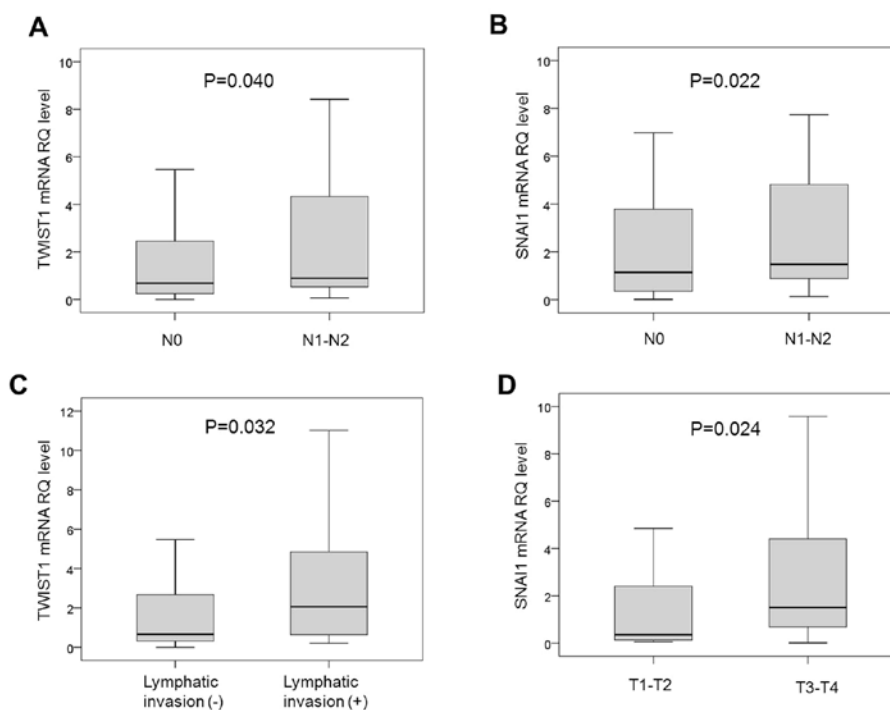 A
TWIST1 mRNA RQ level
10
8
6
4
2
0
P=0.040
N0
N1-N2
B
SNAI1 mRNA RQ level
10
8
6
4
2
0
P=0.022
N0
N1-N2
C
TWIST1 mRNA RQ level
12
10
8
6
4
2
0
P=0.032
Lymphatic
invasion (-)
Lymphatic
invasion (+)
D
SNAI1 mRNA RQ level
10
8
6
4
2
0
P=0.024
T1-T2
T3-T4